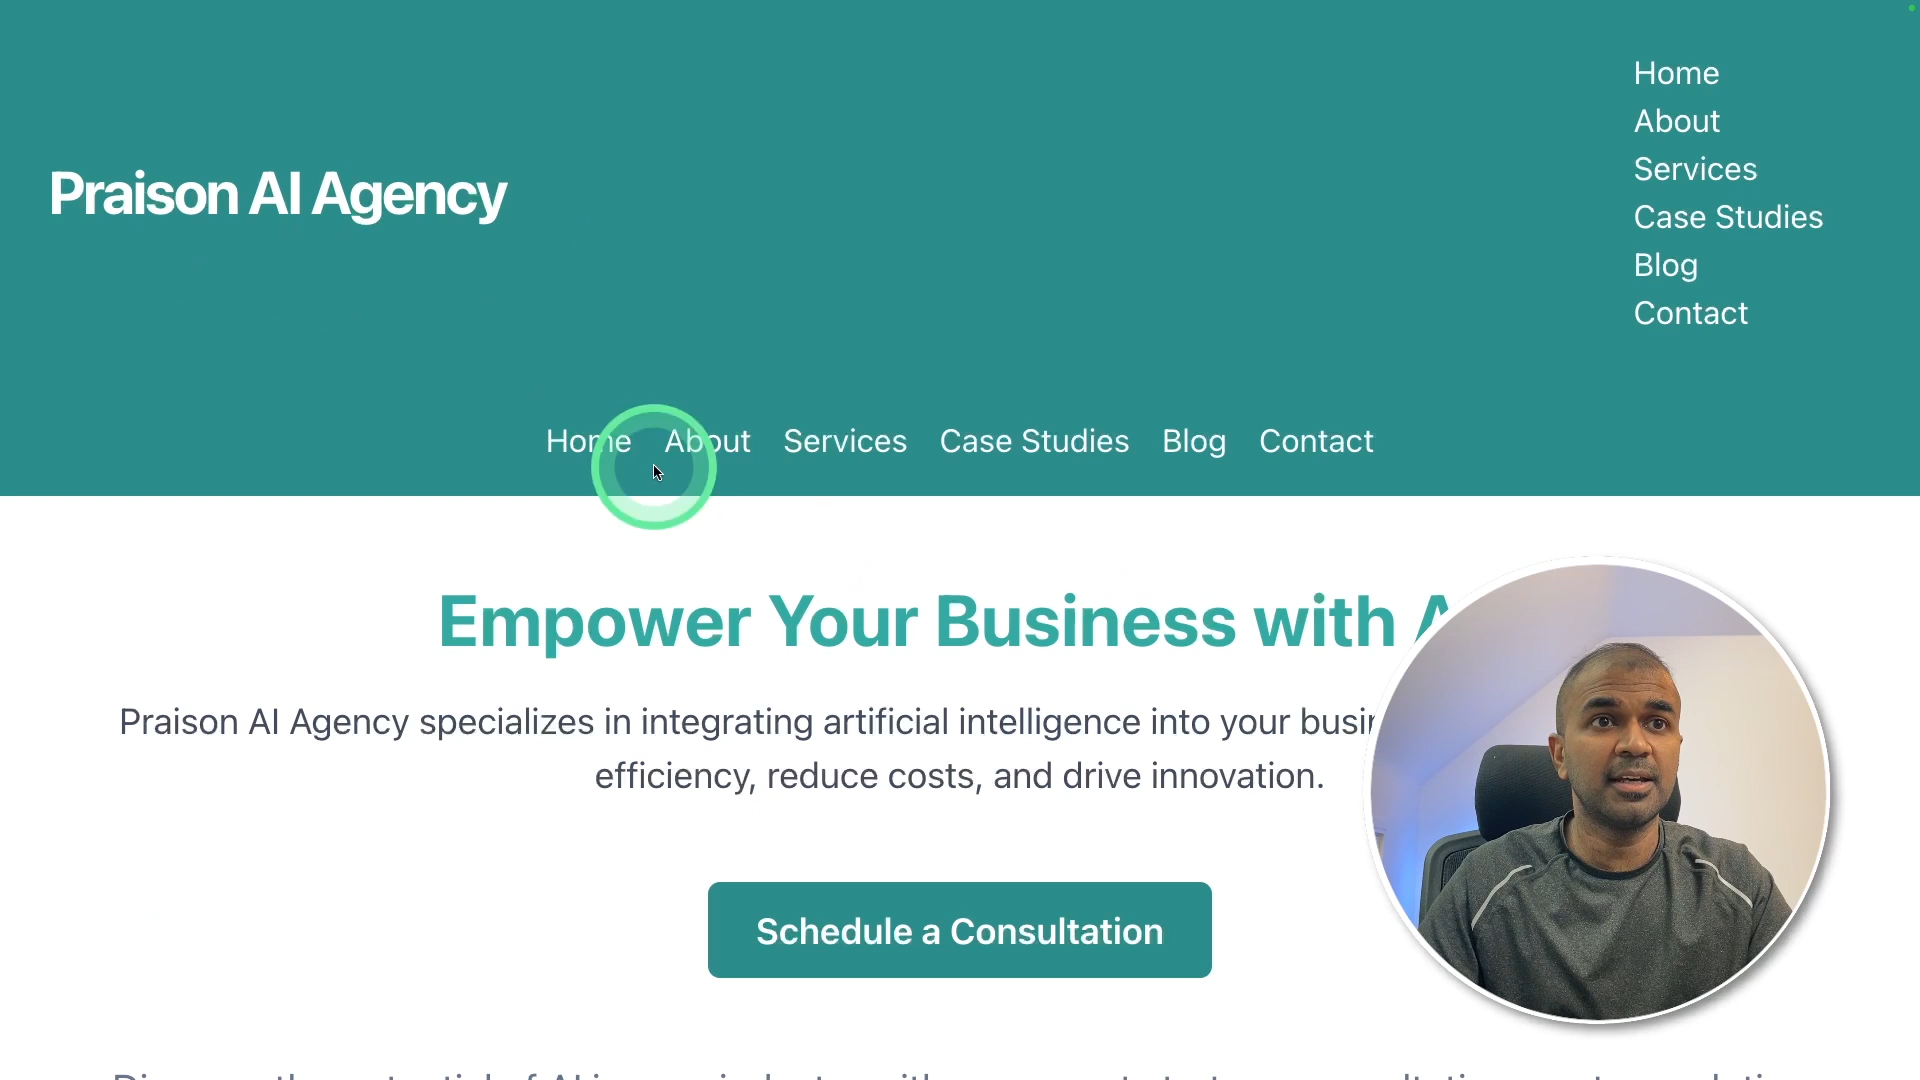 Praison AI Agency
Home
About
Services
Case Studies
Blog
Contact
Home About Services Case Studies Blog Contact
Empower Your Business with
Praison AI Agency specializes in integrating artificial intelligence into your
efficiency, reduce costs, and drive innovation.
Schedule a Consultation